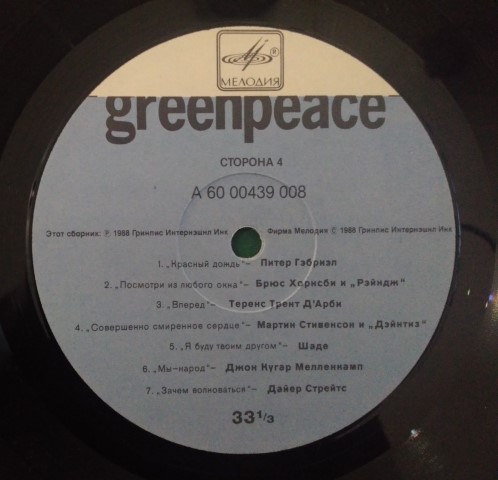 МЕЛОДИЯ
greenpeace
СТОРОНА 4
А 60 00439 008
Этот сборник: ℗ 1988 Гринпис Интернэшнл Инк Фирма Мелодия © 1988 Гринпис Интернэшнл Инк
1. „Красный дождь"– Питер Гэбриэл
2. „Посмотри из любого окна"– Брюс Хорнсби и „Рэйндж"
3. „Вперед"– Теренс Трент Д'Арби
4. „Совершенно смиренное сердце"– Мартин Стивенсон и „Дэйнтиз"
5. „Я буду твоим другом"– Шаде
6. „Мы-народ"– Джон Кугар Мелленкамп
7. „Зачем волноваться"– Дайер Стрейтс
33 1/3